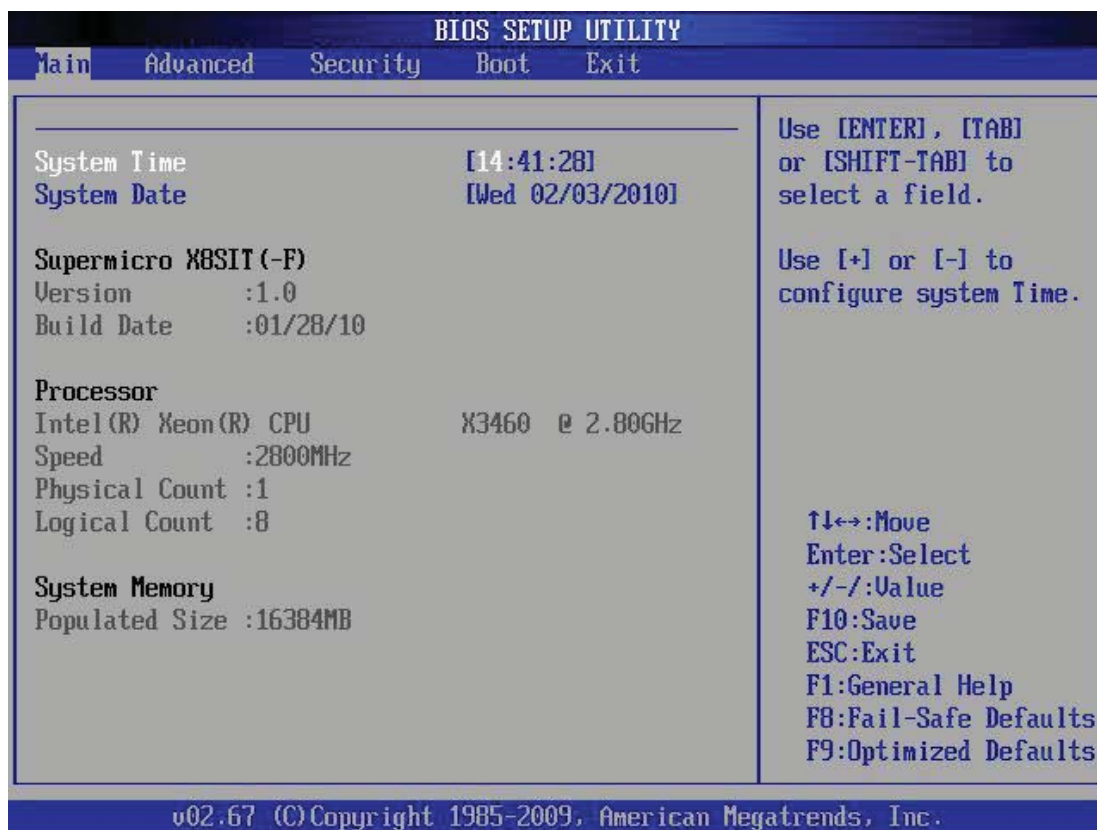 BIOS SETUP UTILITY
Main Advanced Security Boot Exit
System Time [14:41:28]
System Date [Wed 02/03/2010]
Supermicro X8SIT(-F)
Version :1.0
Build Date :01/28/10
Processor
Intel(R) Xeon(R) CPU X3460 @ 2.80GHz
Speed :2800MHz
Physical Count :1
Logical Count :8
System Memory
Populated Size :16384MB
Use [ENTER], [TAB]
or [SHIFT-TAB] to
select a field.
Use [+] or [-] to
configure system Time.
↑↓←→:Move
Enter:Select
+/-/:Value
F10:Save
ESC:Exit
F1:General Help
F8:Fail-Safe Defaults
F9:Optimized Defaults
v02.67 (C)Copyright 1985-2009, American Megatrends, Inc.